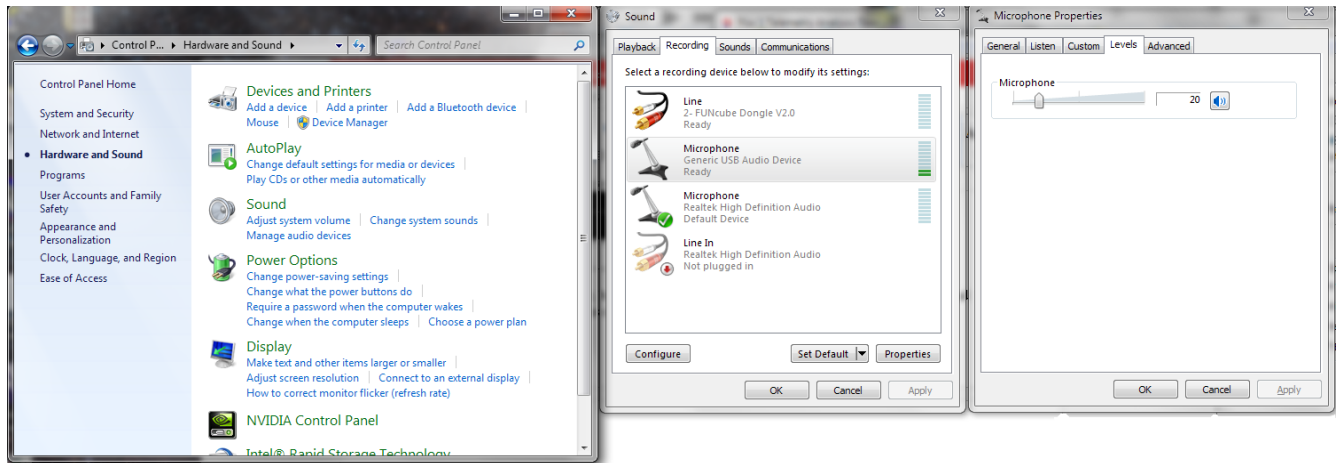 Control P...
Hardware and Sound
Search Control Panel
Control Panel Home
System and Security
Network and Internet
Hardware and Sound
Programs
User Accounts and Family
Safety
Appearance and
Personalization
Clock, Language, and Region
Ease of Access
Devices and Printers
Add a device Add a printer Add a Bluetooth device
Mouse Device Manager
AutoPlay
Change default settings for media or devices
Play CDs or other media automatically
Sound
Adjust system volume Change system sounds
Manage audio devices
Power Options
Change power-saving settings
Change what the power buttons do
Require a password when the computer wakes
Change when the computer sleeps Choose a power plan
Display
Make text and other items larger or smaller
Adjust screen resolution Connect to an external display
How to correct monitor flicker (refresh rate)
NVIDIA Control Panel
Intel® Rapid Storage Technology
Sound
Playback Recording Sounds Communications
Select a recording device below to modify its settings:
Line
2- FUNcube Dongle V2.0
Ready
Microphone
Generic USB Audio Device
Ready
Microphone
Realtek High Definition Audio
Default Device
Line In
Realtek High Definition Audio
Not plugged in
Configure Set Default Properties
OK Cancel Apply
Microphone Properties
General Listen Custom Levels Advanced
Microphone
20
OK Cancel Apply